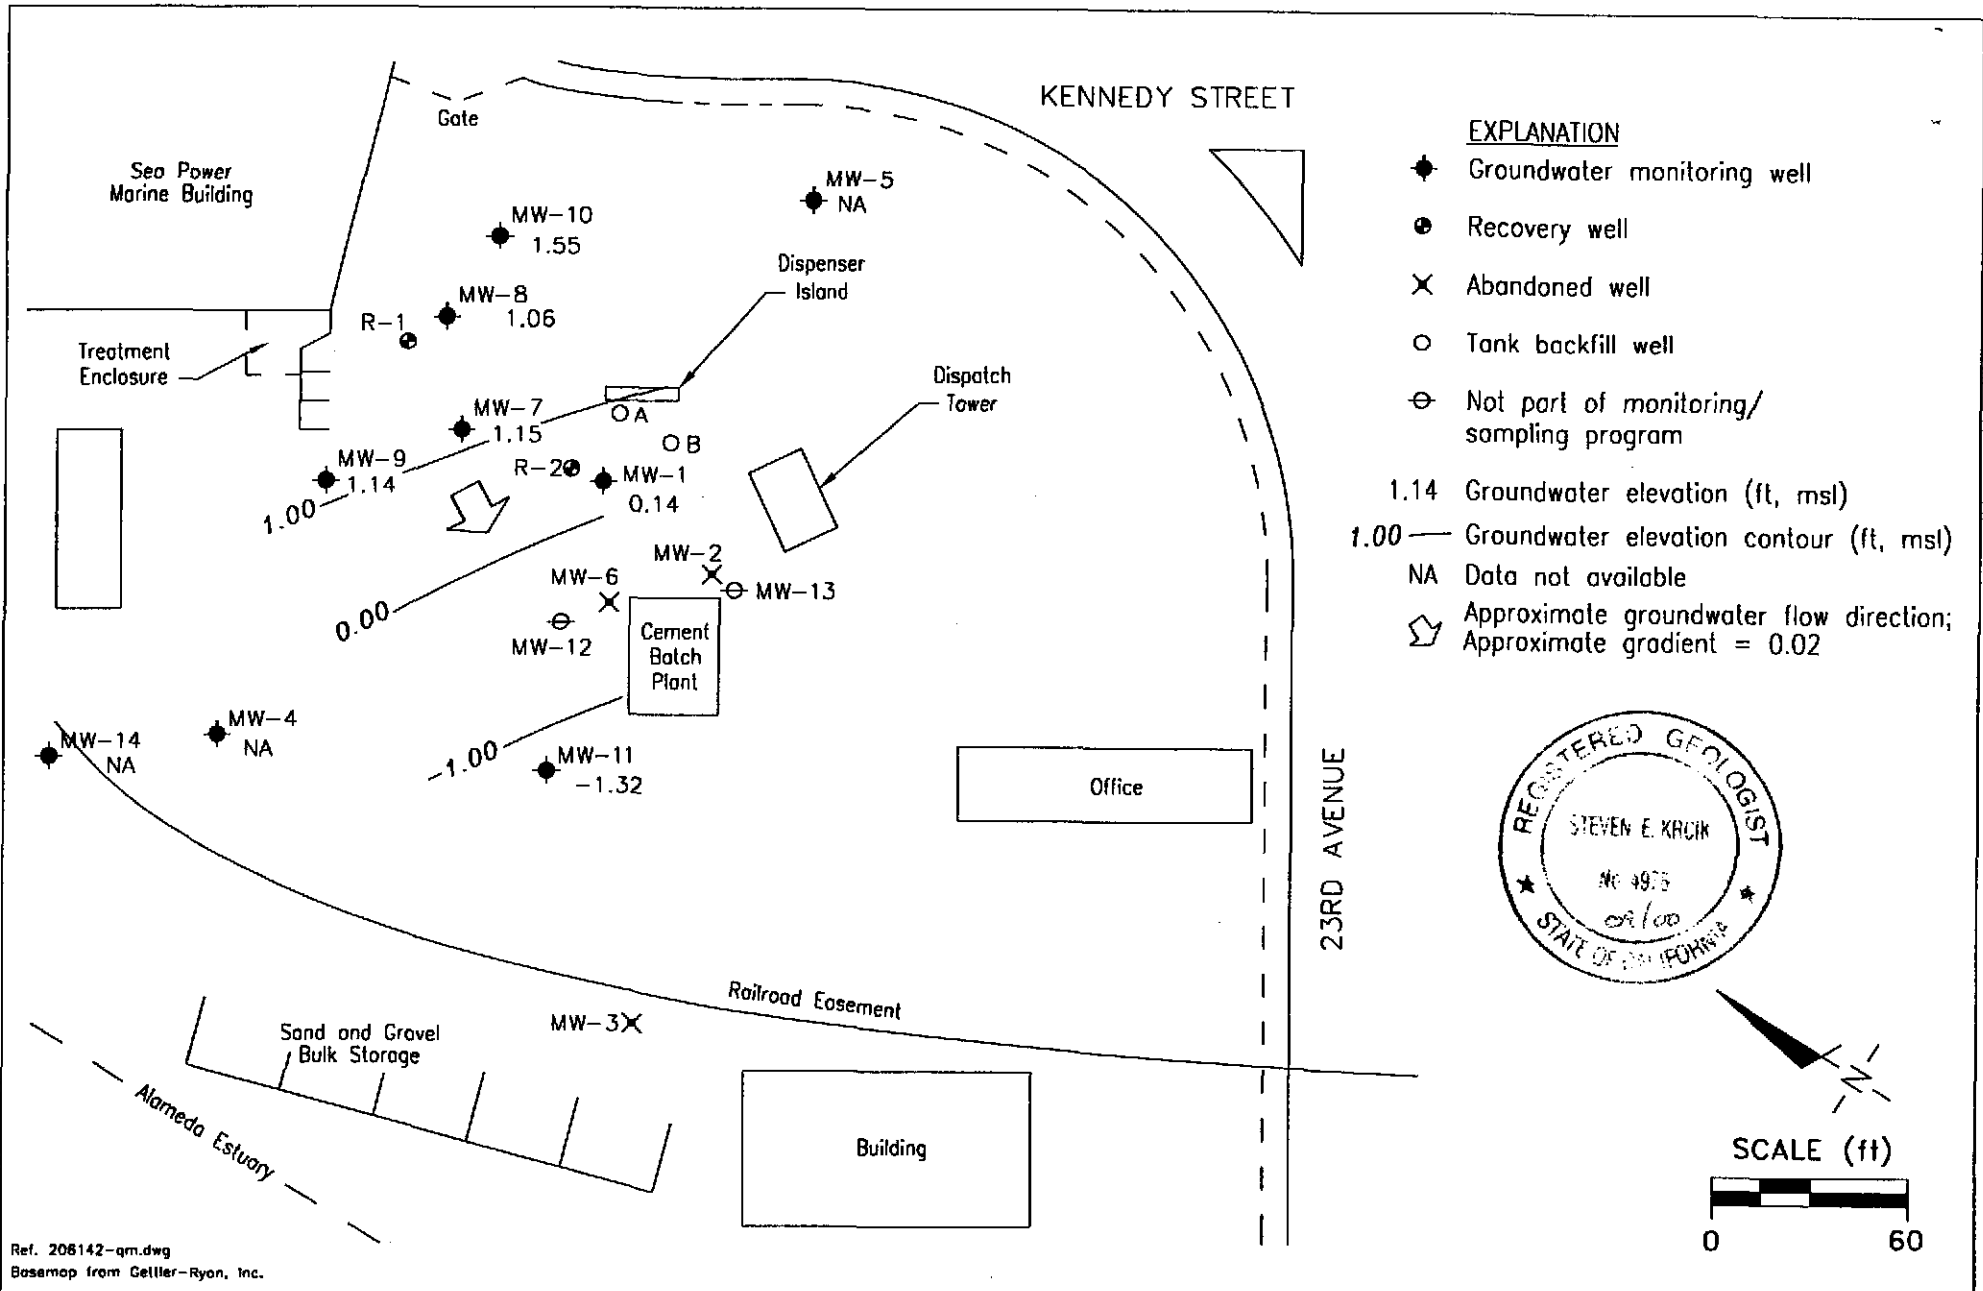 KENNEDY STREET
Gate
Sea Power
Marine Building
MW-5
NA
MW-10
1.55
Dispenser
Island
MW-8
1.06
R-1
Treatment
Enclosure
Dispatch
Tower
MW-7
1.15
A
B
MW-9
1.14
R-2
MW-1
0.14
1.00
MW-2
MW-6
MW-13
0.00
MW-12
Cement
Batch
Plant
MW-4
NA
MW-14
NA
-1.00
MW-11
-1.32
Office
23RD AVENUE
Railroad Easement
MW-3
Sand and Gravel
Bulk Storage
Alameda Estuary
Building
EXPLANATION
Groundwater monitoring well
Recovery well
Abandoned well
Tank backfill well
Not part of monitoring/
sampling program
1.14 Groundwater elevation (ft, msl)
1.00 Groundwater elevation contour (ft, msl)
NA Data not available
Approximate groundwater flow direction;
Approximate gradient = 0.02
REGISTERED GEOLOGIST
STEVEN E.
No
STATE OF CALIFORNIA
N
SCALE (ft)
0 60
Ref. 206142-qm.dwg
Basemap from Gettler-Ryan, Inc.